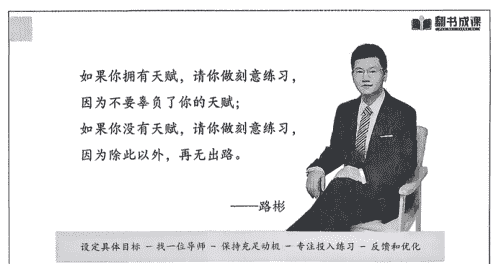 翻书成课
如果你拥有天赋，请你做刻意练习，
因为不要辜负了你的天赋；
如果你没有天赋，请你做刻意练习，
因为除此以外，再无出路。
——路彬
设定具体目标 - 找一位导师 - 保持充足动机 - 专注投入练习 - 反馈和优化